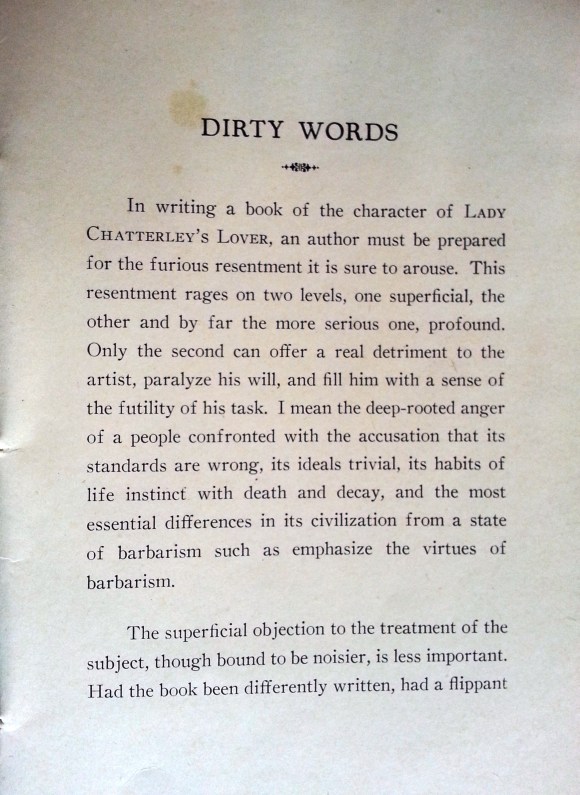 DIRTY WORDS
In writing a book of the character of LADY
CHATTERLEY'S LOVER, an author must be prepared
for the furious resentment it is sure to arouse. This
resentment rages on two levels, one superficial, the
other and by far the more serious one, profound.
Only the second can offer a real detriment to the
artist, paralyze his will, and fill him with a sense of
the futility of his task. I mean the deep-rooted anger
of a people confronted with the accusation that its
standards are wrong, its ideals trivial, its habits of
life instinct with death and decay, and the most
essential differences in its civilization from a state
of barbarism such as emphasize the virtues of
barbarism.
The superficial objection to the treatment of the
subject, though bound to be noisier, is less important.
Had the book been differently written, had a flippant